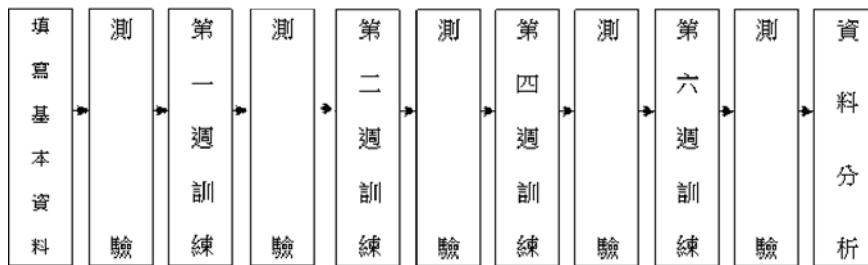 填寫基本資料
測驗
第一週訓練
測驗
第二週訓練
測驗
第四週訓練
測驗
第六週訓練
測驗
資料分析